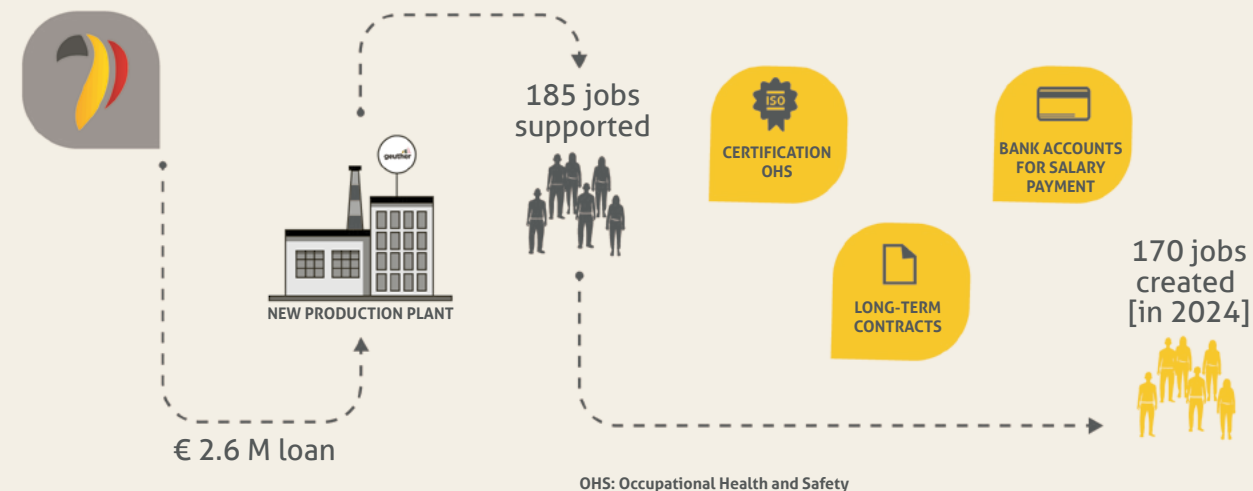 € 2.6 M loan
geuther
NEW PRODUCTION PLANT
185 jobs
supported
ISO
CERTIFICATION
OHS
LONG-TERM
CONTRACTS
BANK ACCOUNTS
FOR SALARY
PAYMENT
170 jobs
created
[in 2024]
OHS: Occupational Health and Safety